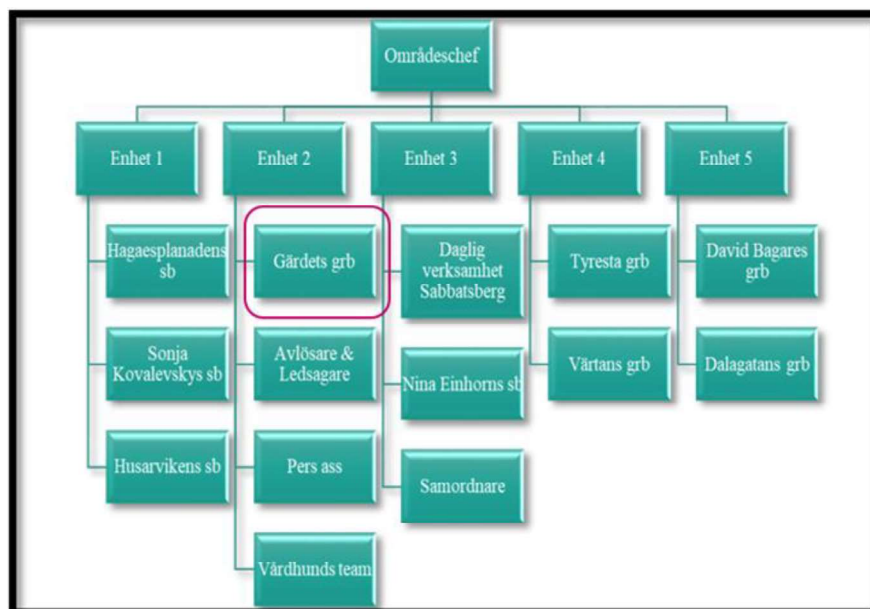 Områdeschef
Enhet 1
Enhet 2
Enhet 3
Enhet 4
Enhet 5
Hagaesplanadens
sb
Sonja
Kovalevskys sb
Husarvikens sb
Gärdets grb
Avlösare &
Ledsagare
Pers ass
Vårdhunds team
Daglig
verksamhet
Sabbatsberg
Nina Einhorns sb
Samordnare
Tyresta grb
Värtans grb
David Bagares
grb
Dalagatans grb